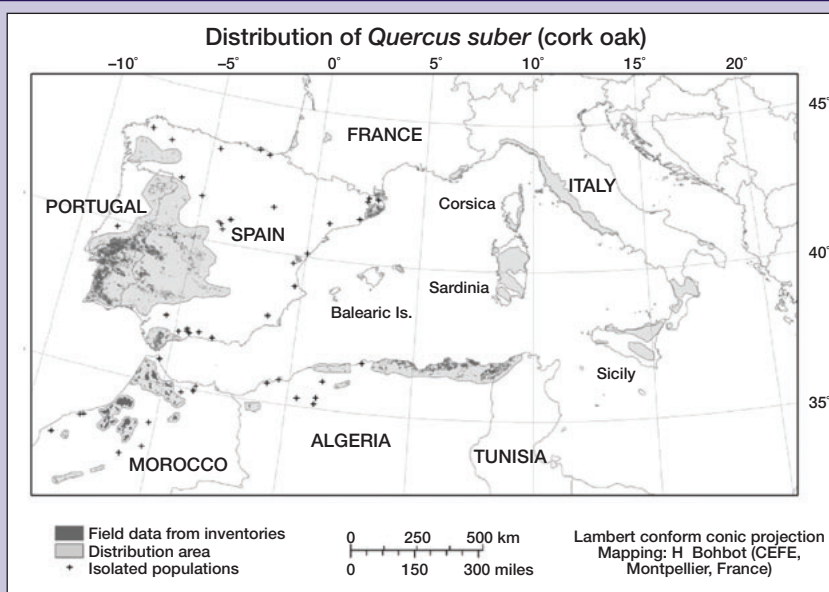 Distribution of Quercus suber (cork oak)
−10° −5° 0° 5° 10° 15° 20°
45°
FRANCE
ITALY
PORTUGAL
Corsica
SPAIN
40°
Sardinia
Balearic Is.
Sicily
35°
ALGERIA
MOROCCO
TUNISIA
Field data from inventories
Distribution area
Isolated populations
0 250 500 km
0 150 300 miles
Lambert conform conic projection
Mapping: H Bohbot (CEFE,
Montpellier, France)